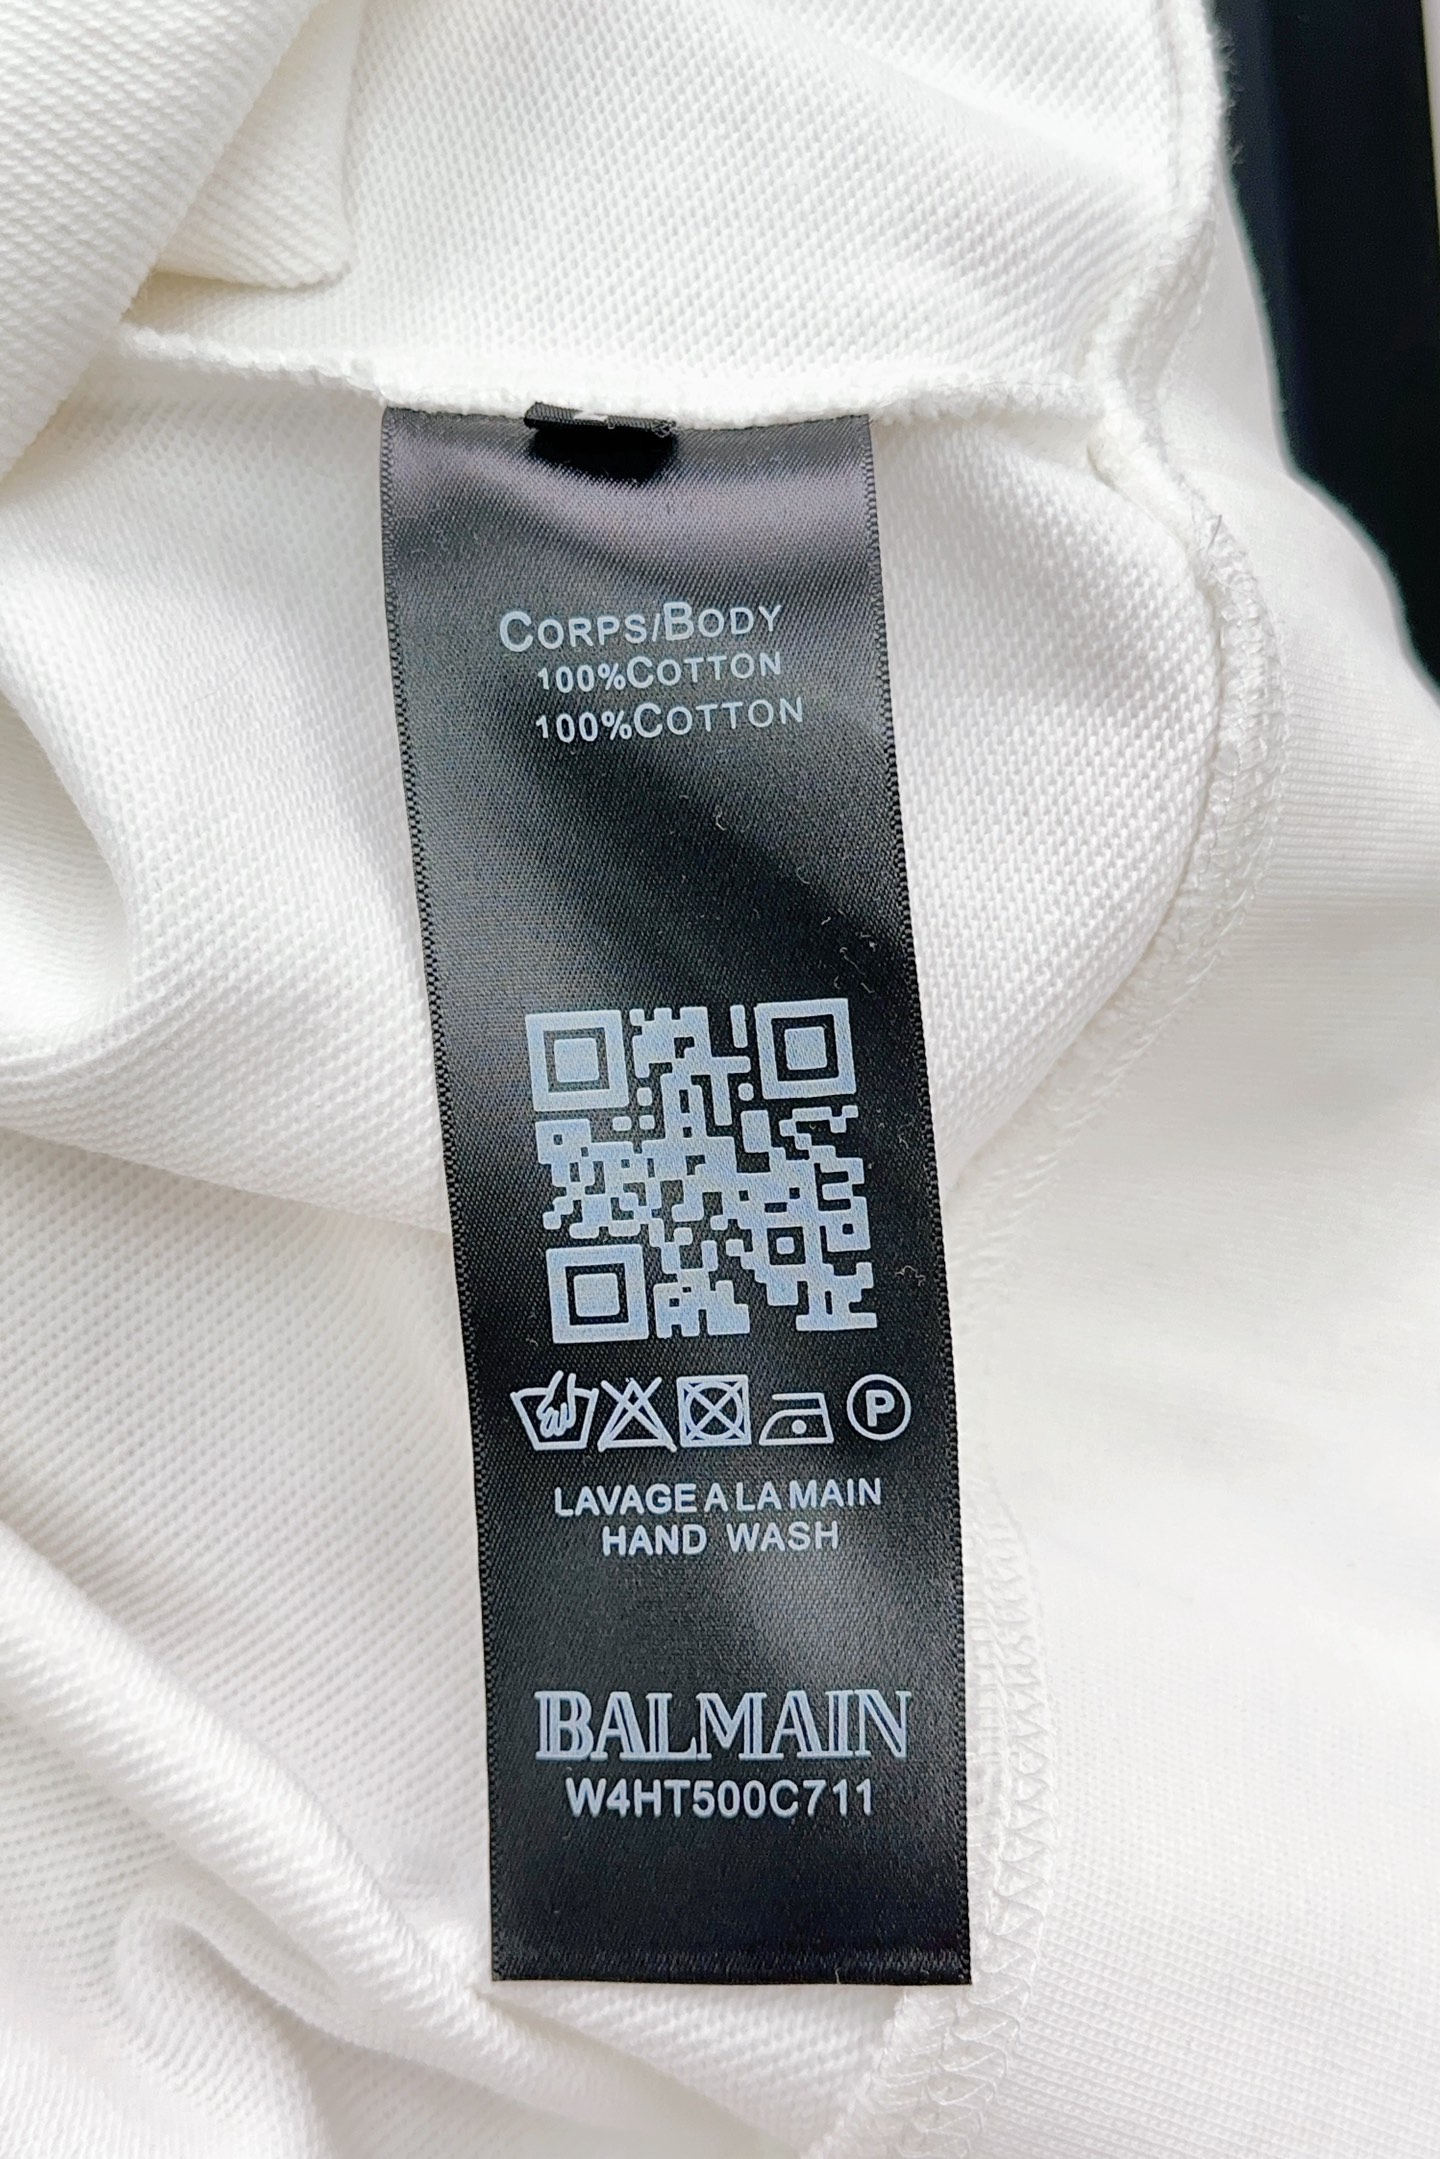 CORPS/BODY
100%COTTON
100%COTTON
P
LAVAGE A LA MAIN
HAND WASH
BALMAIN
W4HT500C711